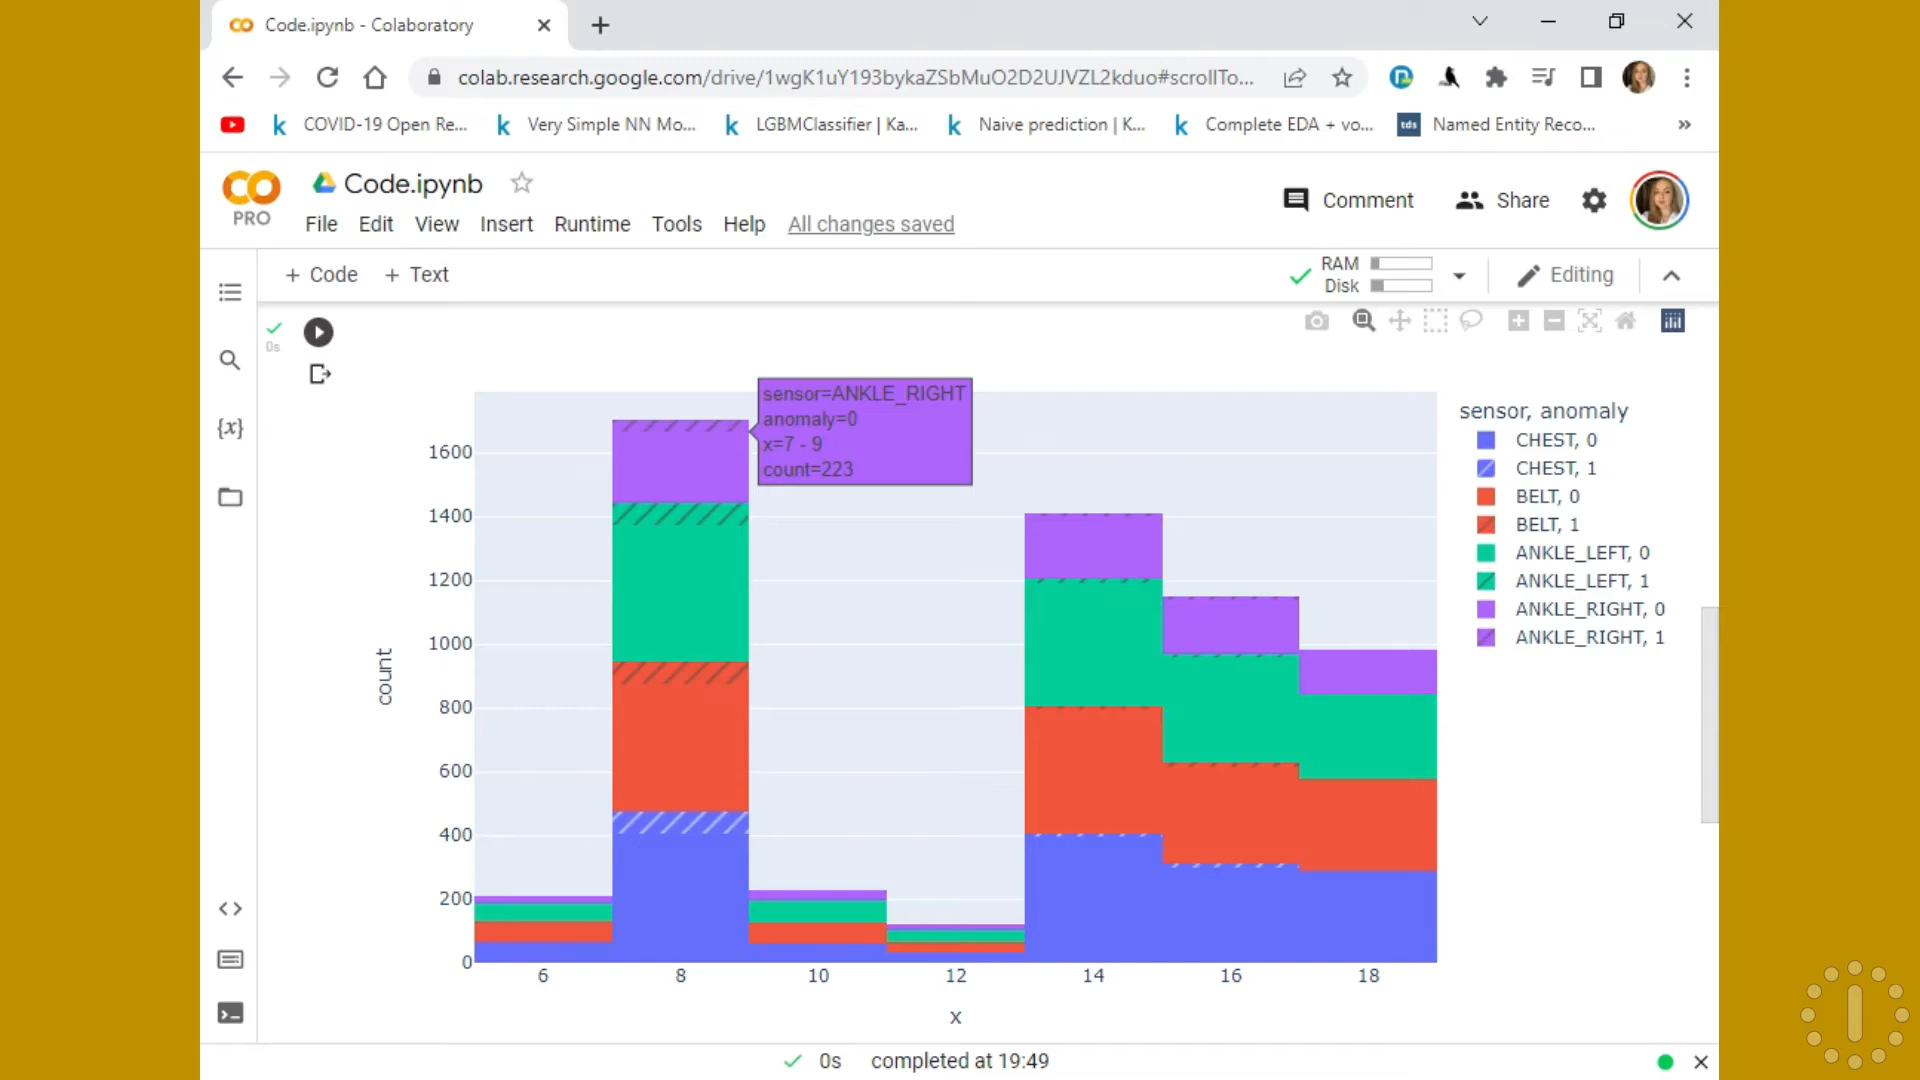 Code.ipynb - Colaboratory
colab.research.google.com/drive/1wgK1uY193bykaZSbMuO2D2UJVZL2kduo#scrollTo...
COVID-19 Open Re...
Very Simple NN Mo...
LGBMClassifier | Ka...
Naive prediction | K...
Complete EDA + vo...
tds
Named Entity Reco...
»
CO
PRO
Code.ipynb
File Edit View Insert Runtime Tools Help All changes saved
Comment
Share
+ Code + Text
RAM
Disk
Editing
0s
{x}
sensor=ANKLE_RIGHT
anomaly=0
x=7 - 9
count=223
1600
1400
1200
1000
800
600
400
200
0
count
6 8 10 12 14 16 18
x
sensor, anomaly
CHEST, 0
CHEST, 1
BELT, 0
BELT, 1
ANKLE_LEFT, 0
ANKLE_LEFT, 1
ANKLE_RIGHT, 0
ANKLE_RIGHT, 1
0s completed at 19:49